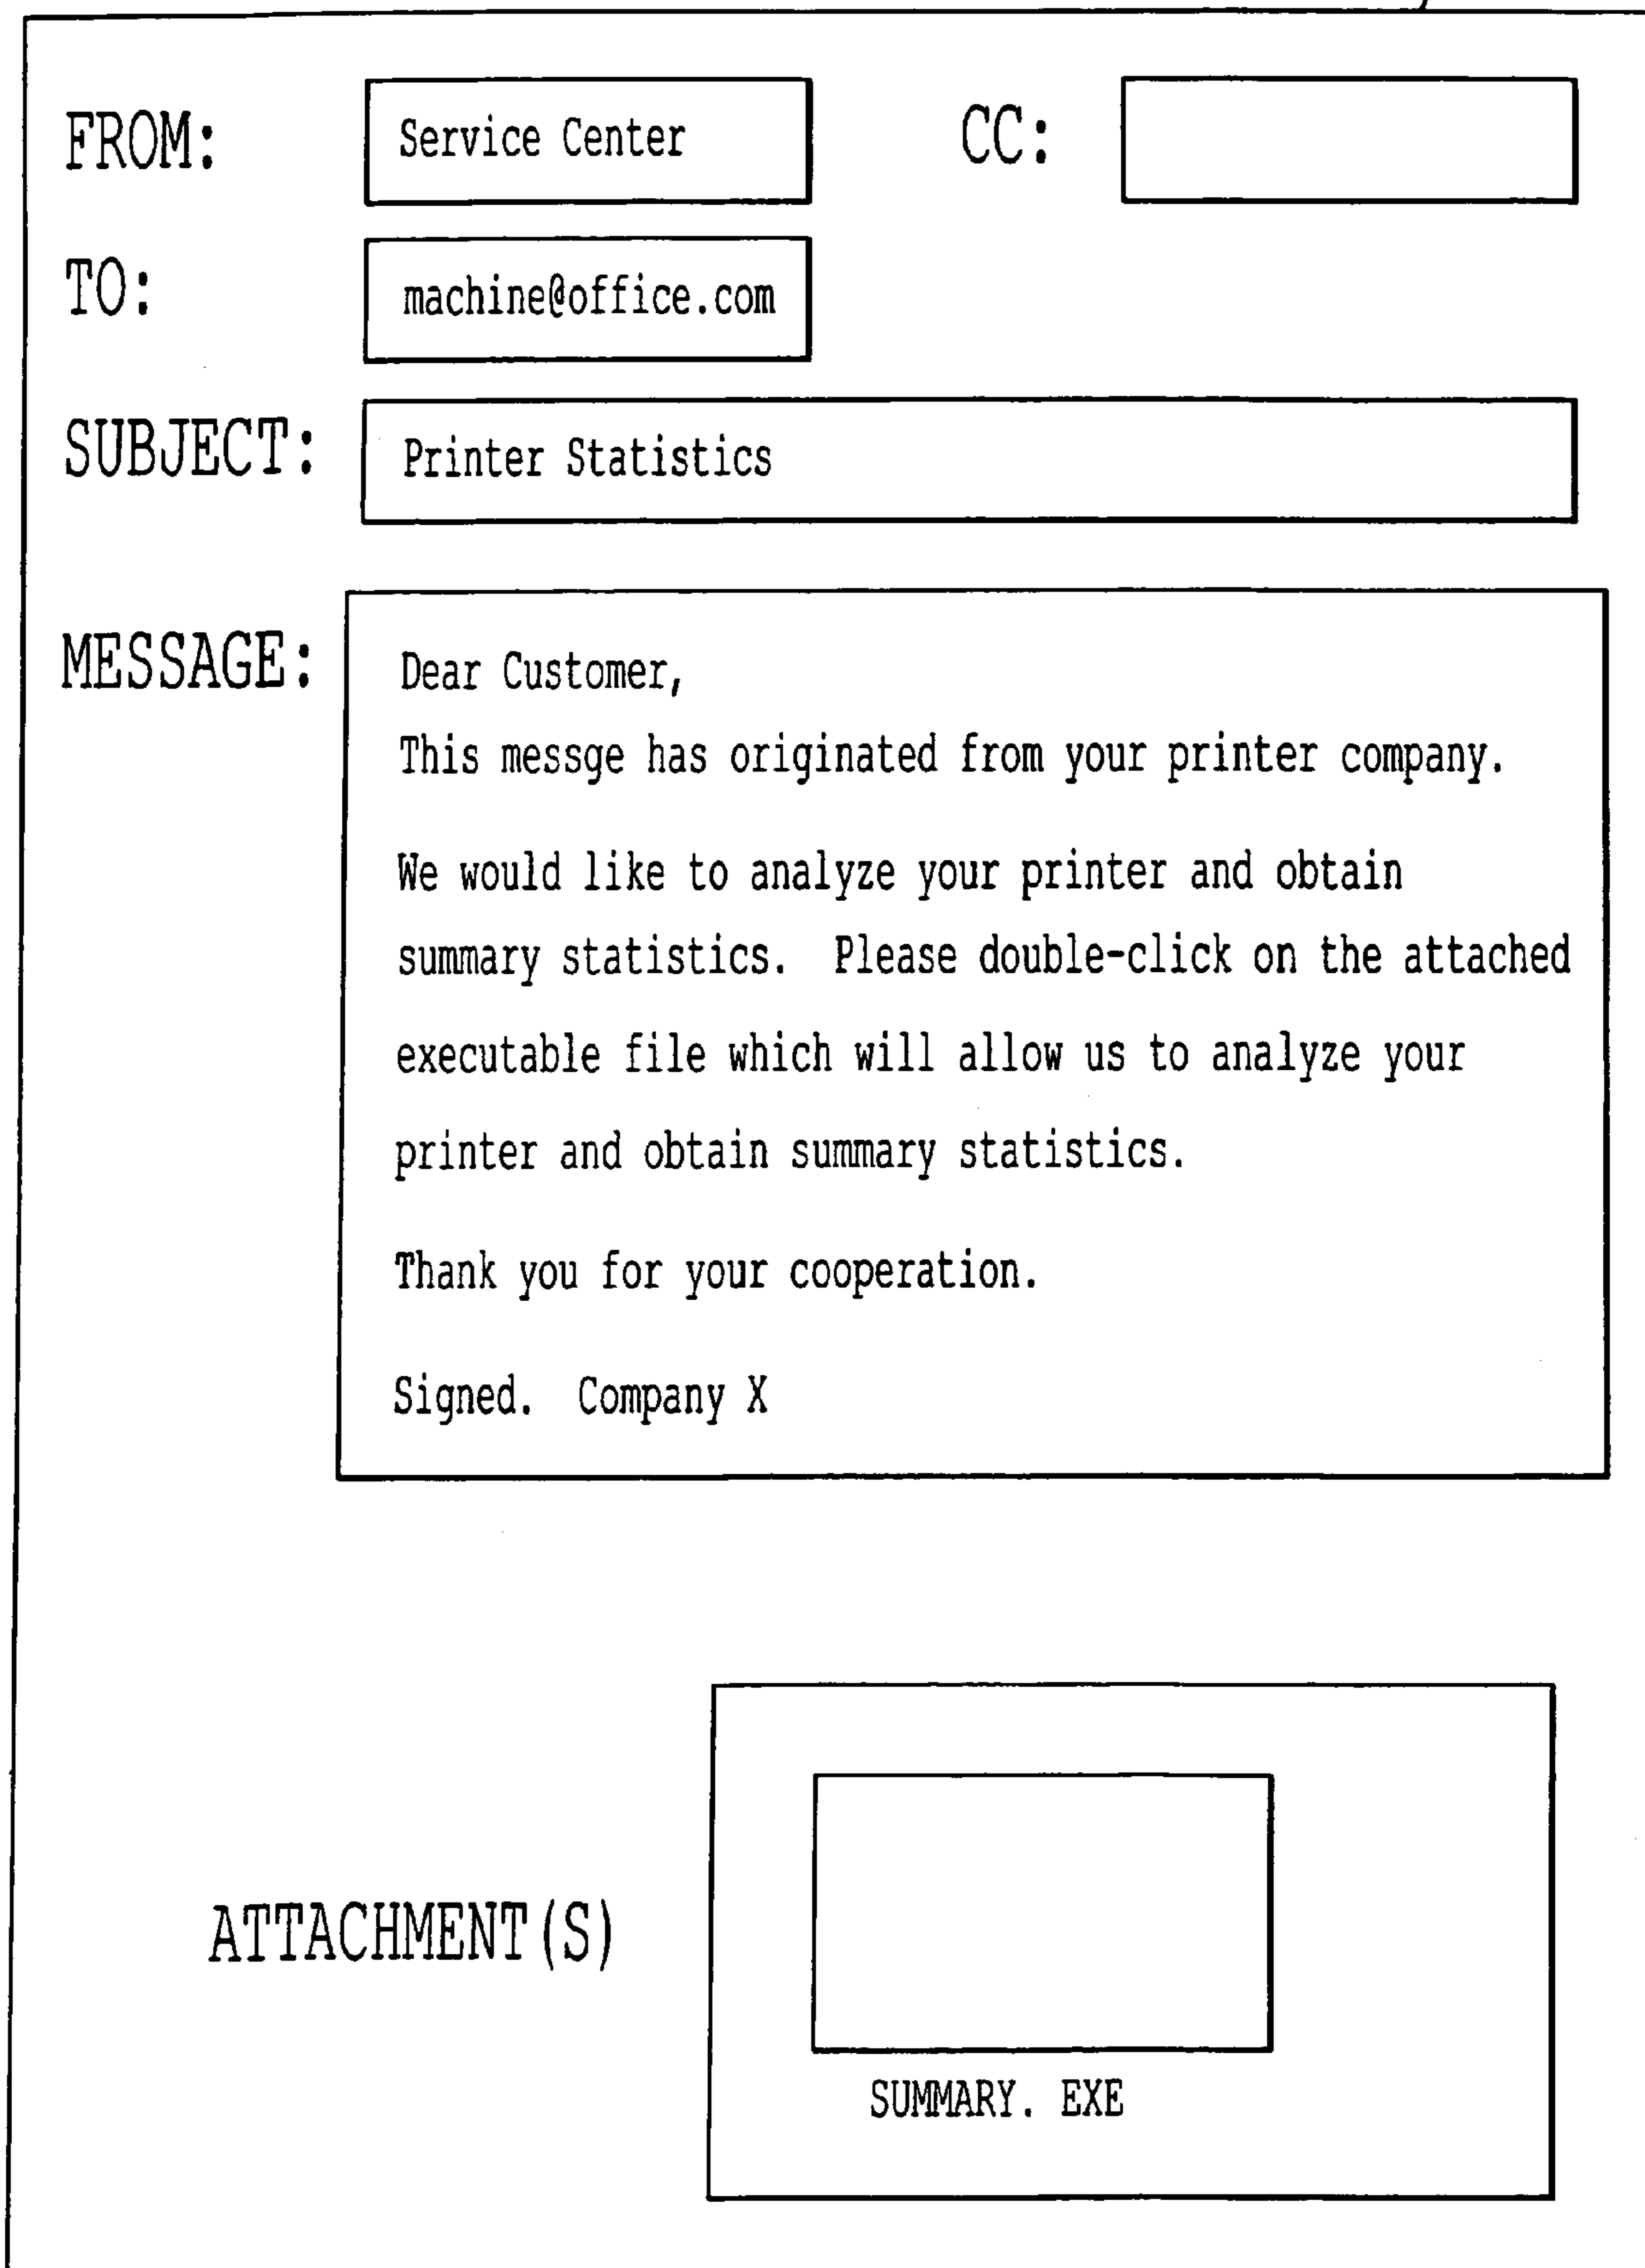 FROM: Service Center CC:
TO: machine@office.com
SUBJECT: Printer Statistics
MESSAGE: Dear Customer,
This messge has originated from your printer company.
We would like to analyze your printer and obtain
summary statistics. Please double-click on the attached
executable file which will allow us to analyze your
printer and obtain summary statistics.
Thank you for your cooperation.
Signed. Company X
ATTACHMENT(S)
SUMMARY. EXE